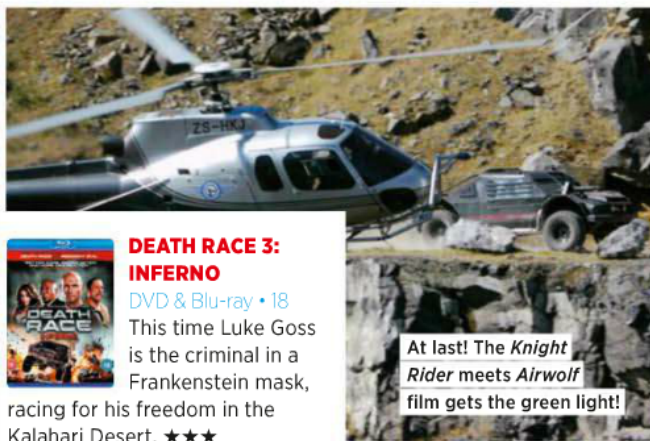 ZS-HKJ
DEATH RACE 3:
INFERNO
DVD & Blu-ray • 18
This time Luke Goss
is the criminal in a
Frankenstein mask,
racing for his freedom in the
Kalahari Desert. ★★★
DEATH
RACE
At last! The Knight
Rider meets Airwolf
film gets the green light!